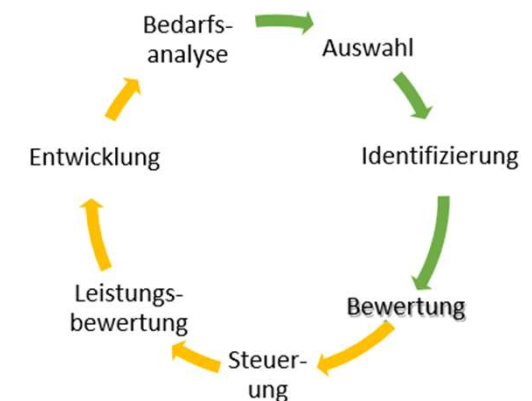 Bedarfs-
analyse
Auswahl
Identifizierung
Bewertung
Steuer-
ung
Leistungs-
bewertung
Entwicklung